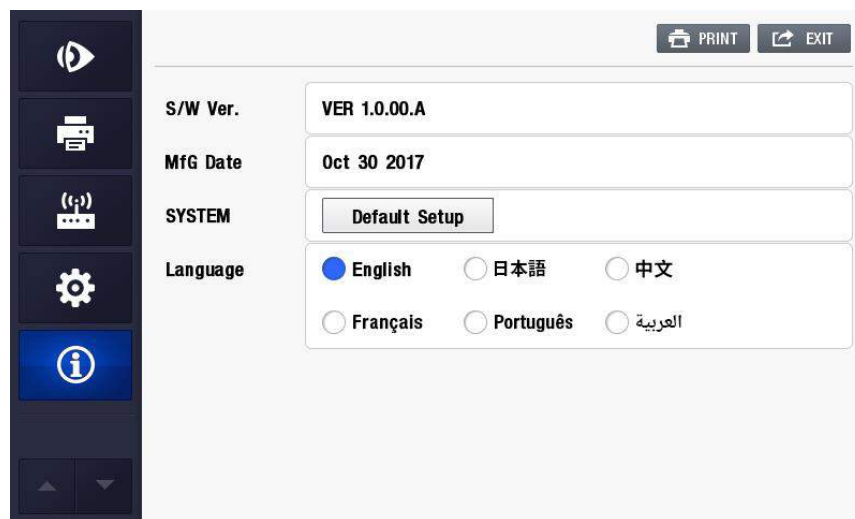 PRINT EXIT
S/W Ver. VER 1.0.00.A
MfG Date Oct 30 2017
SYSTEM Default Setup
Language English 日本語 中文
Français Português العربية